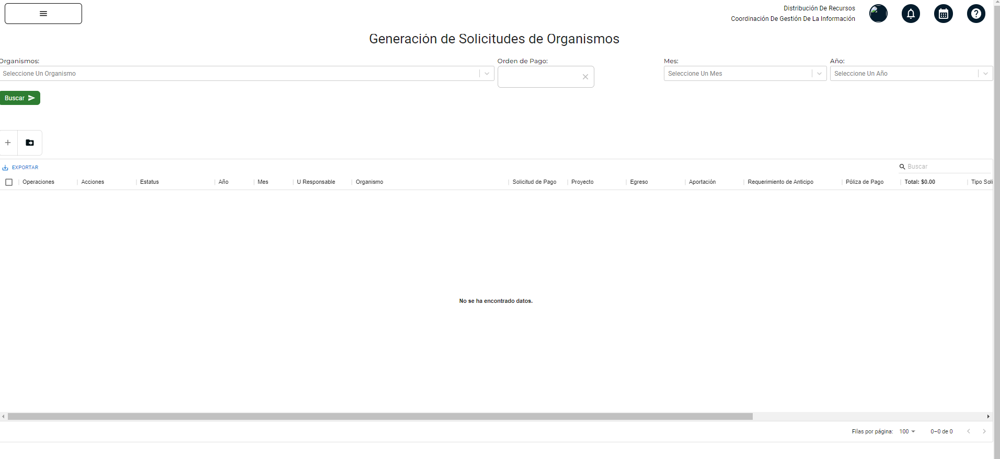 Distribución De Recursos
Coordinación De Gestión De La Información
Generación de Solicitudes de Organismos
Organismos:
Orden de Pago:
Mes:
Año:
Seleccione Un Organismo
Seleccione Un Mes
Seleccione Un Año
Buscar
EXPORTAR
Buscar
Operaciones Acciones Estatus Año Mes U Responsable Organismo Solicitud de Pago Proyecto Egreso Aportación Requerimiento de Anticipo Póliza de Pago Total: $0.00 Tipo Soli
No se ha encontrado datos.
Filas por página: 100 0–0 de 0